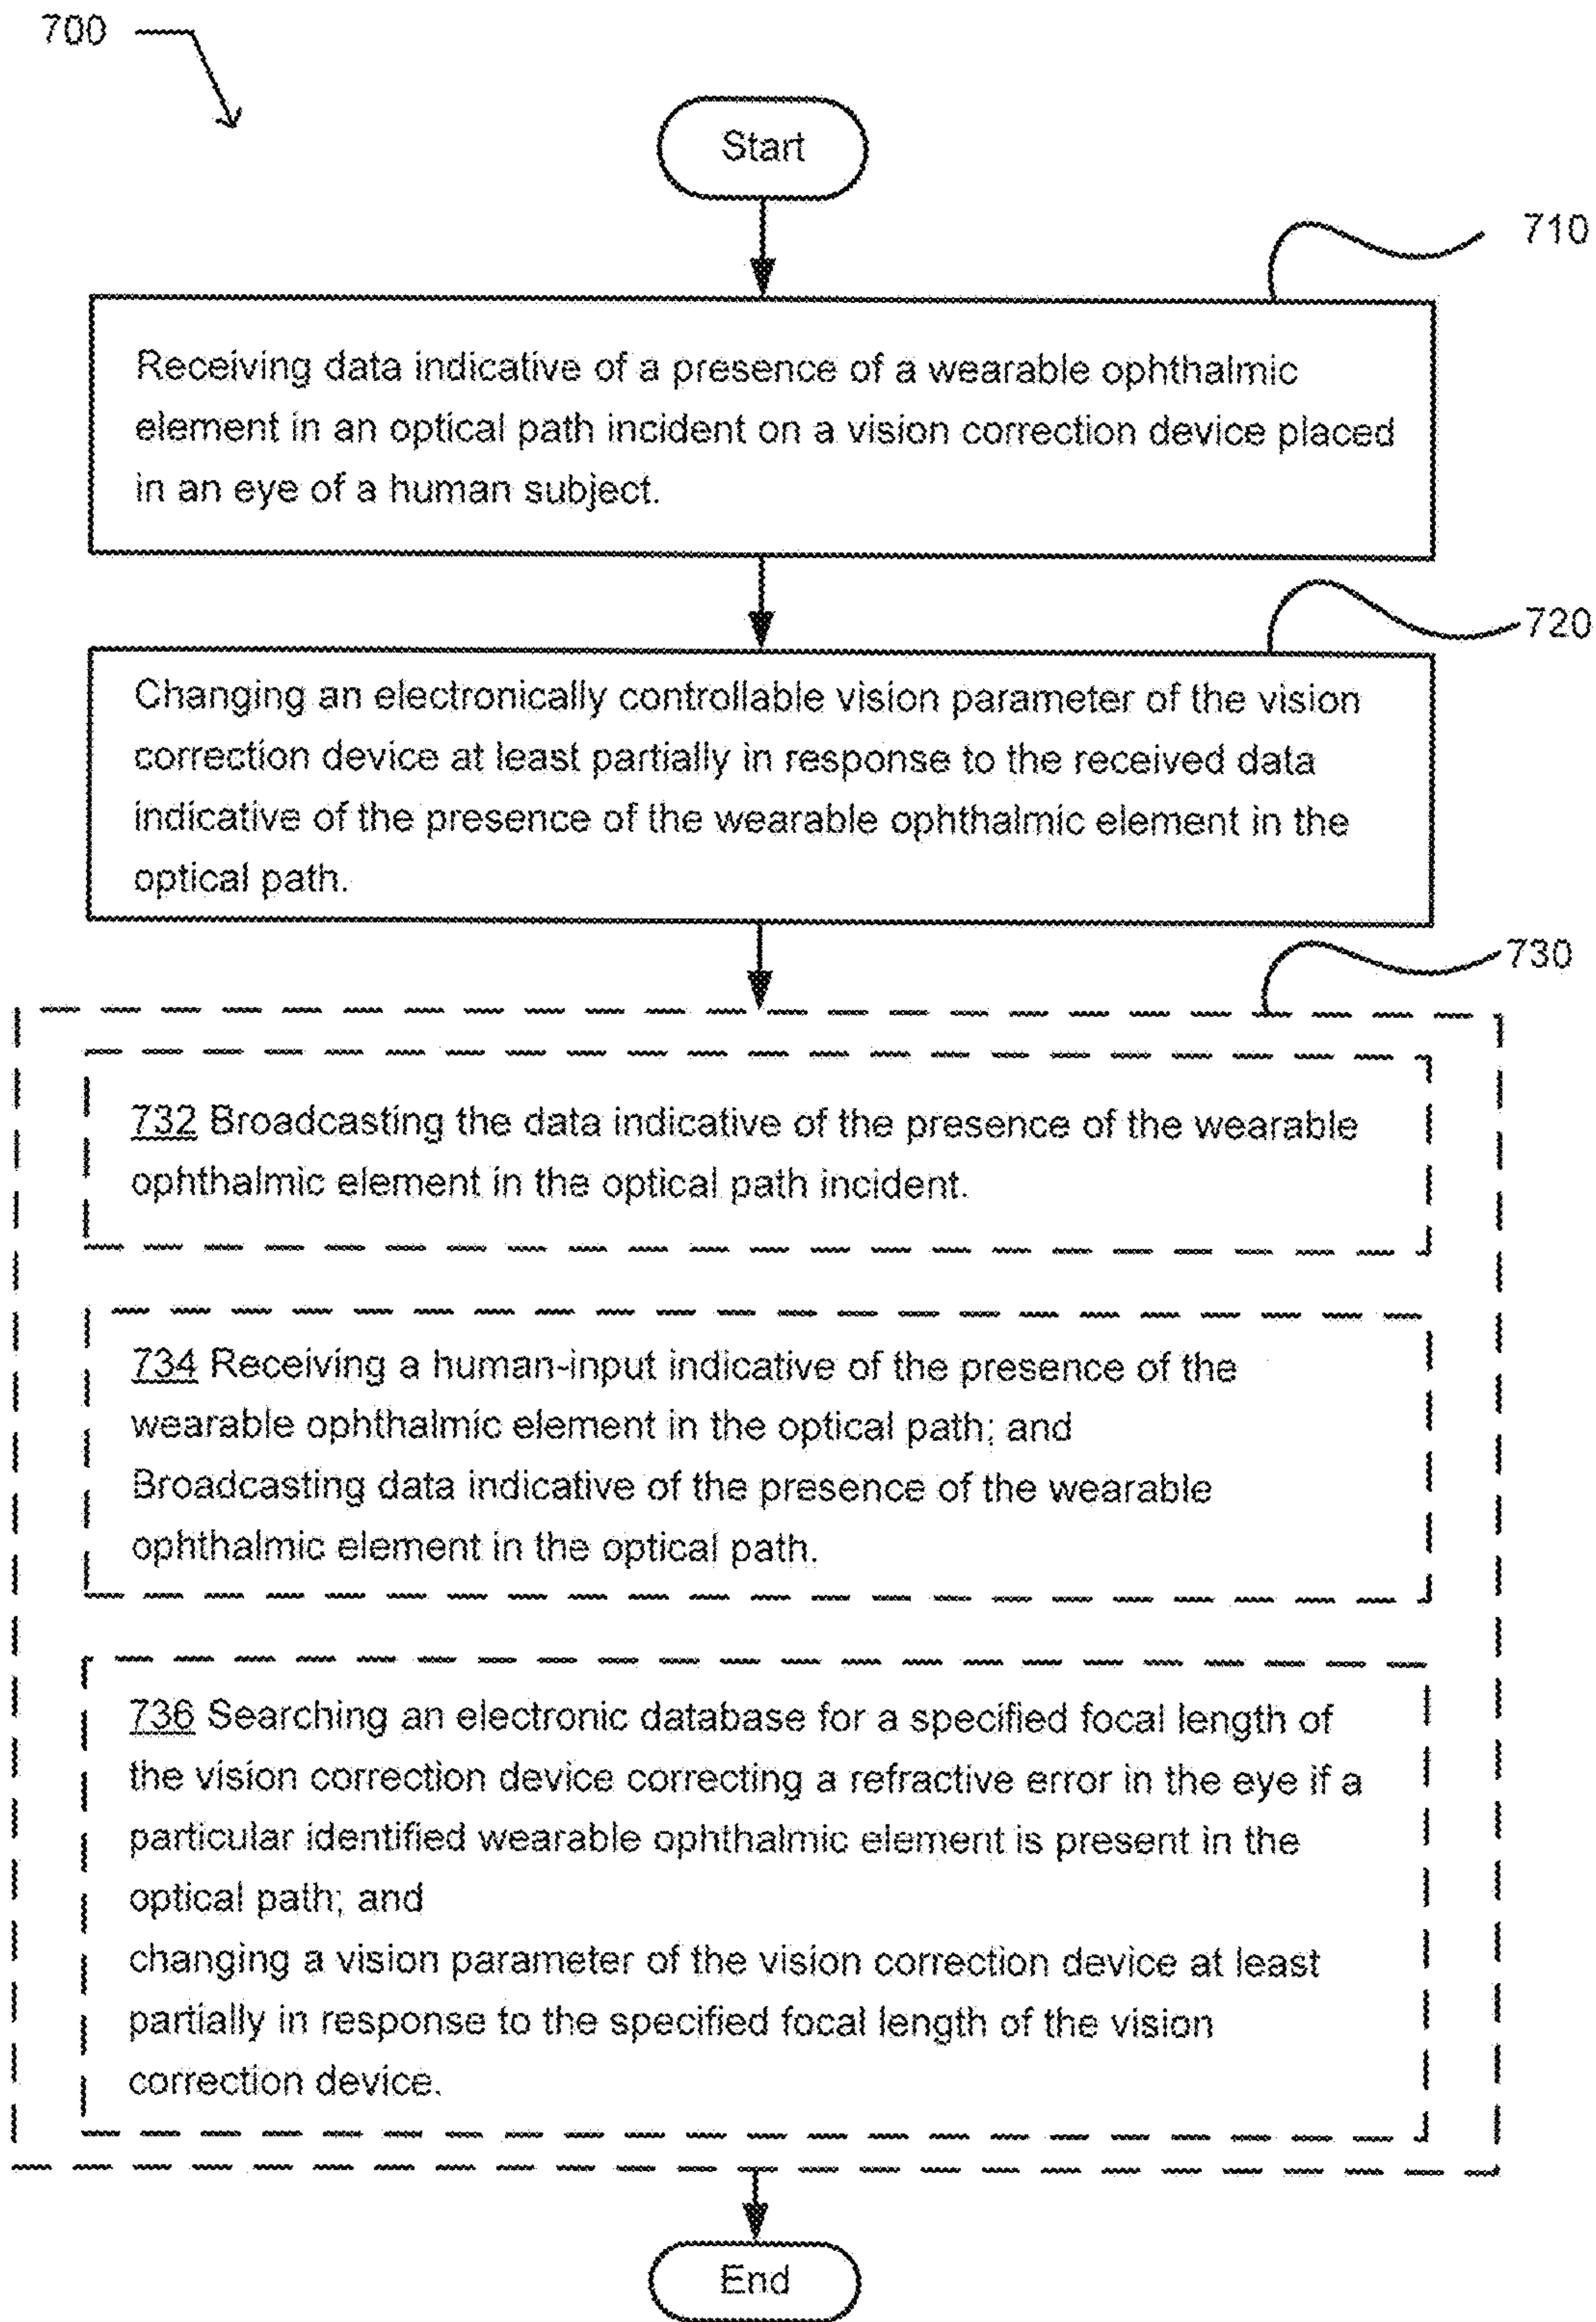 700
Start
710
Receiving data indicative of a presence of a wearable ophthalmic
element in an optical path incident on a vision correction device placed
in an eye of a human subject.
720
Changing an electronically controllable vision parameter of the vision
correction device at least partially in response to the received data
indicative of the presence of the wearable ophthalmic element in the
optical path.
730
732 Broadcasting the data indicative of the presence of the wearable
ophthalmic element in the optical path incident.
734 Receiving a human-input indicative of the presence of the
wearable ophthalmic element in the optical path; and
Broadcasting data indicative of the presence of the wearable
ophthalmic element in the optical path.
736 Searching an electronic database for a specified focal length of
the vision correction device correcting a refractive error in the eye if a
particular identified wearable ophthalmic element is present in the
optical path; and
changing a vision parameter of the vision correction device at least
partially in response to the specified focal length of the vision
correction device.
End